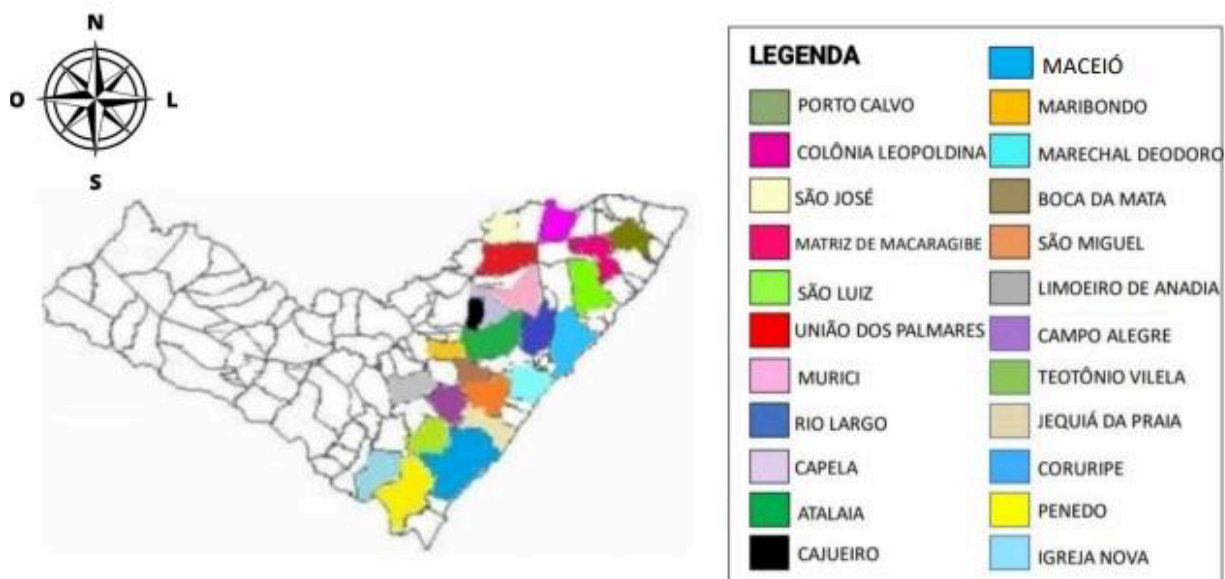 N
O
L
S
LEGENDA
PORTO CALVO
COLÔNIA LEOPOLDINA
SÃO JOSÉ
MATRIZ DE MACARAGIBE
SÃO LUIZ
UNIÃO DOS PALMARES
MURICI
RIO LARGO
CAPELA
ATALAIA
CAJUEIRO
MACEIÓ
MARIBONDO
MARECHAL DEODORO
BOCA DA MATA
SÃO MIGUEL
LIMOEIRO DE ANADIA
CAMPO ALEGRE
TEOTÔNIO VILELA
JEQUIÁ DA PRAIA
CORURIPE
PENEDO
IGREJA NOVA